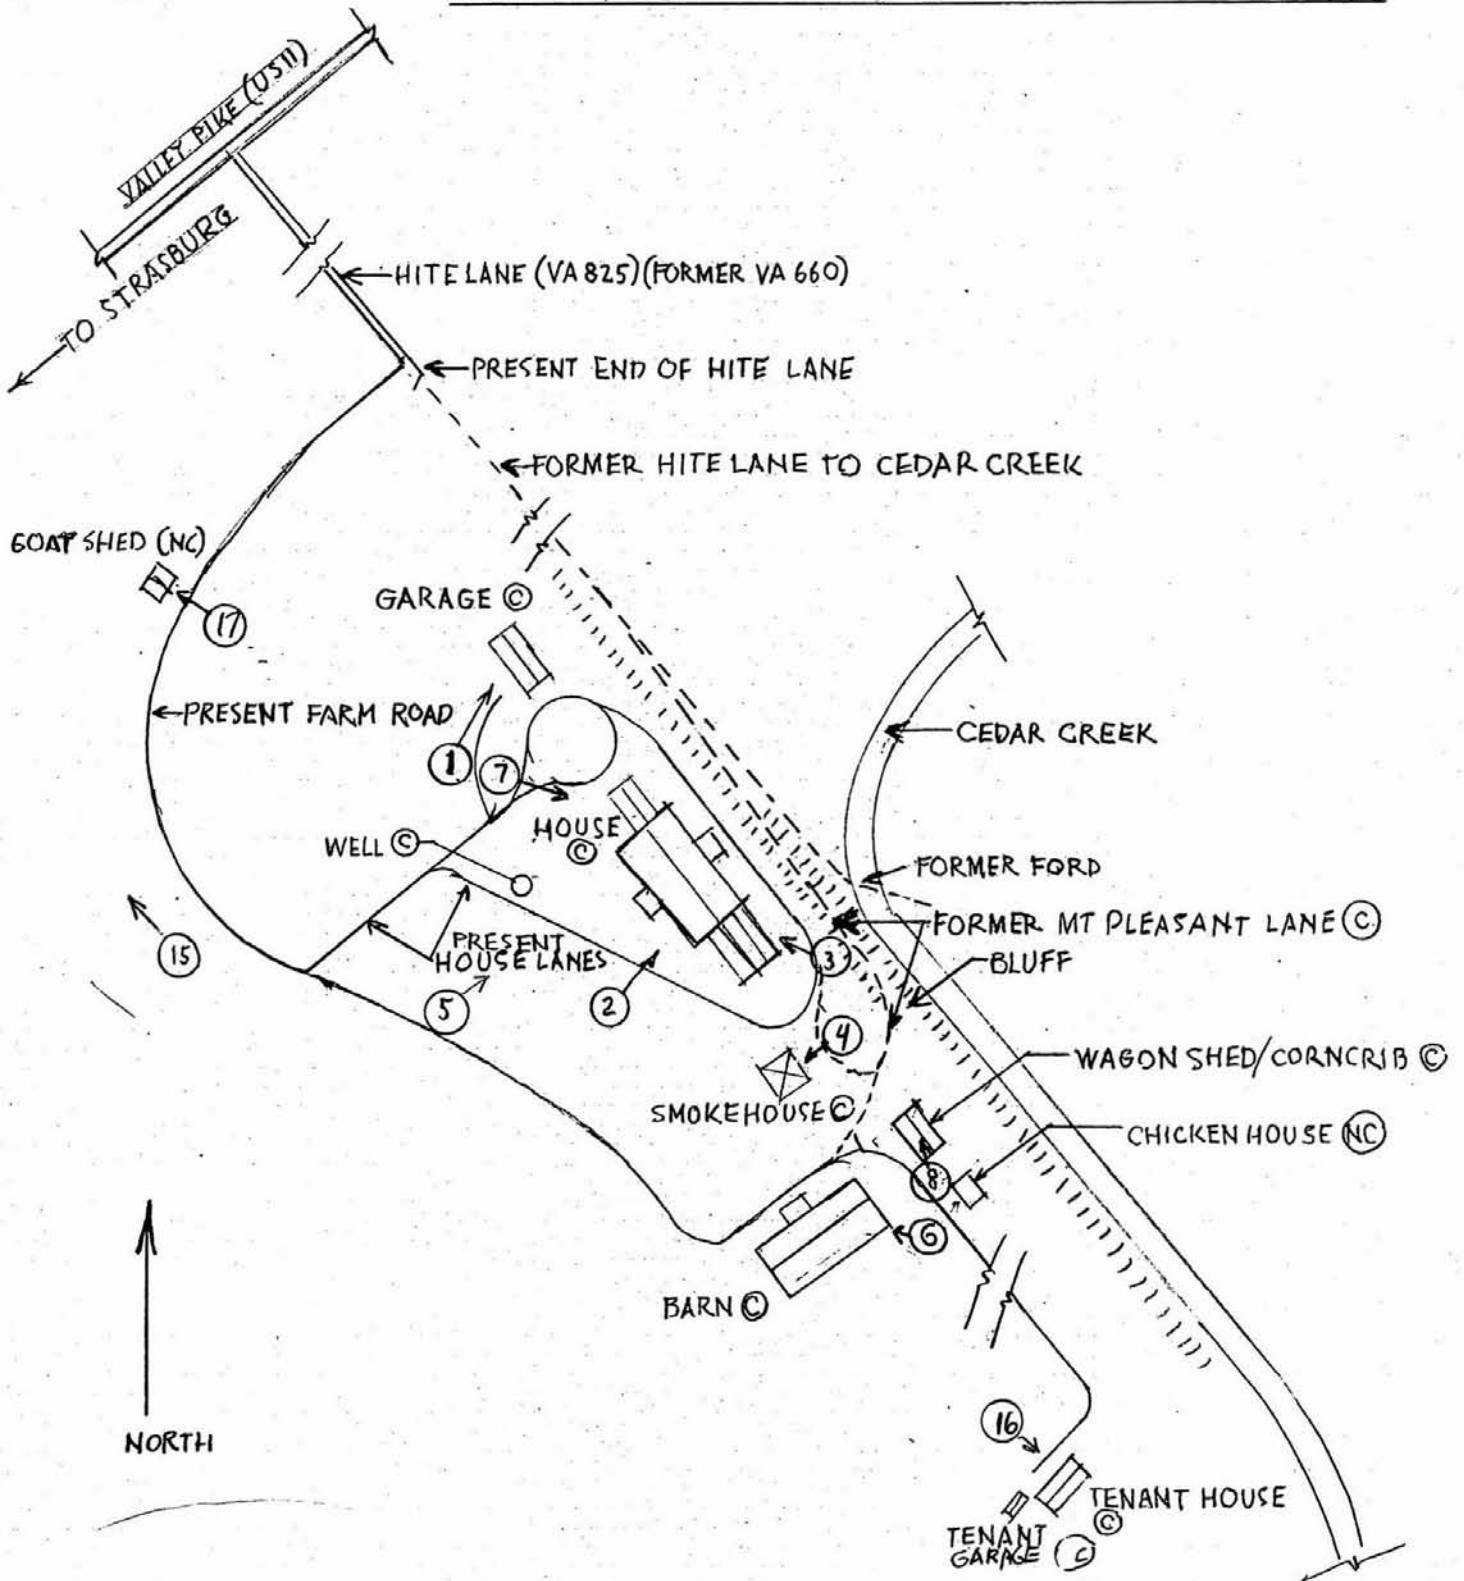 VALLEY PIKE (US 11)
TO STRASBURG
HITE LANE (VA 825) (FORMER VA 660)
PRESENT END OF HITE LANE
FORMER HITE LANE TO CEDAR CREEK
GOAT SHED (NC)
17
GARAGE Ⓒ
PRESENT FARM ROAD
1
7
CEDAR CREEK
HOUSE
Ⓒ
WELL Ⓒ
FORMER FORD
FORMER MT PLEASANT LANE Ⓒ
BLUFF
15
PRESENT
HOUSE LANES
3
5
2
4
WAGON SHED/CORNCRIB Ⓒ
SMOKEHOUSE Ⓒ
CHICKEN HOUSE NC
8
6
BARN Ⓒ
NORTH
16
TENANT HOUSE
Ⓒ
TENANT
GARAGE Ⓒ